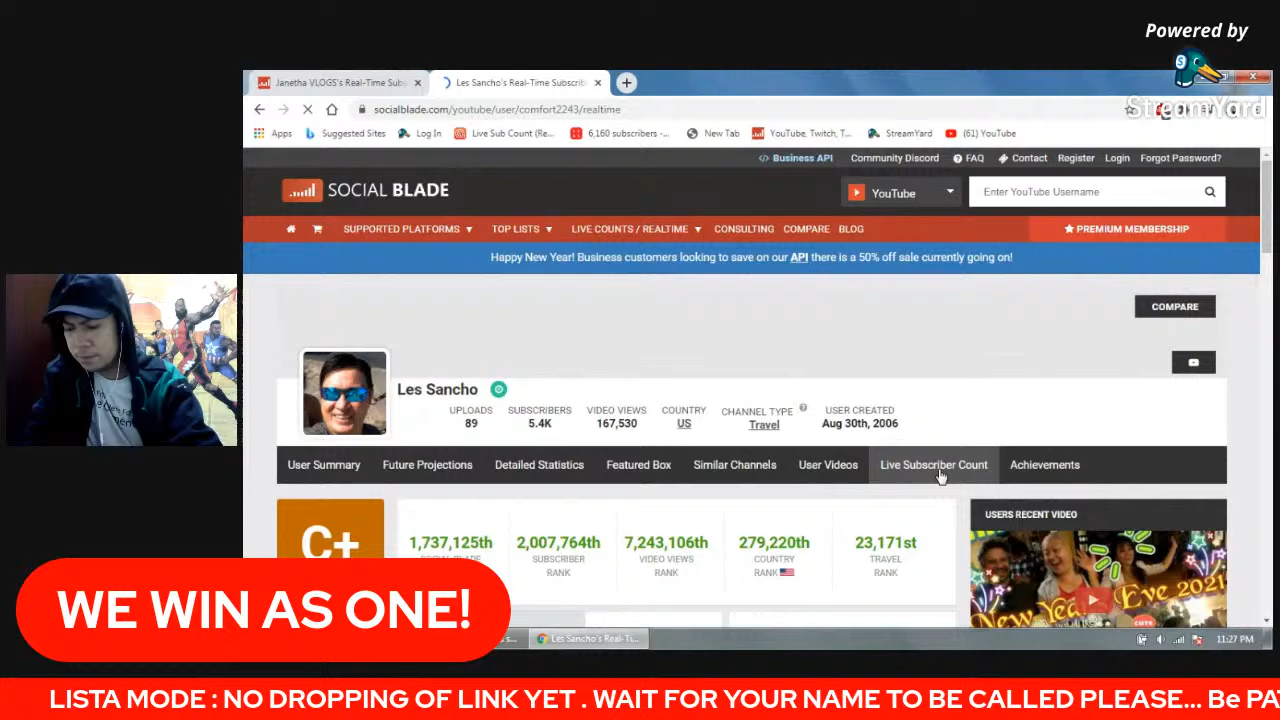 Powered by
StreamYard
Janetha VLOGS's Real-Time Subs
Les Sancho's Real-Time Subscrib
socialblade.com/youtube/user/comfort2243/realtime
Apps
Suggested Sites
Log In
Live Sub Count (Re...
6,160 subscribers -...
New Tab
YouTube, Twitch, T...
StreamYard
(61) YouTube
Business API
Community Discord
FAQ
Contact
Register
Login
Forgot Password?
SOCIAL BLADE
YouTube
Enter YouTube Username
SUPPORTED PLATFORMS
TOP LISTS
LIVE COUNTS / REALTIME
CONSULTING
COMPARE
BLOG
PREMIUM MEMBERSHIP
Happy New Year! Business customers looking to save on our API there is a 50% off sale currently going on!
COMPARE
Les Sancho
UPLOADS
89
SUBSCRIBERS
5.4K
VIDEO VIEWS
167,530
COUNTRY
US
CHANNEL TYPE
Travel
USER CREATED
Aug 30th, 2006
User Summary
Future Projections
Detailed Statistics
Featured Box
Similar Channels
User Videos
Live Subscriber Count
Achievements
C+
1,737,125th
2,007,764th
SUBSCRIBER
RANK
7,243,106th
VIDEO VIEWS
RANK
279,220th
COUNTRY
RANK
23,171st
TRAVEL
RANK
USERS RECENT VIDEO
New Year's Eve 2021
WE WIN AS ONE!
Les Sancho's Real-Ti...
11:27 PM
LISTA MODE : NO DROPPING OF LINK YET . WAIT FOR YOUR NAME TO BE CALLED PLEASE... Be PA